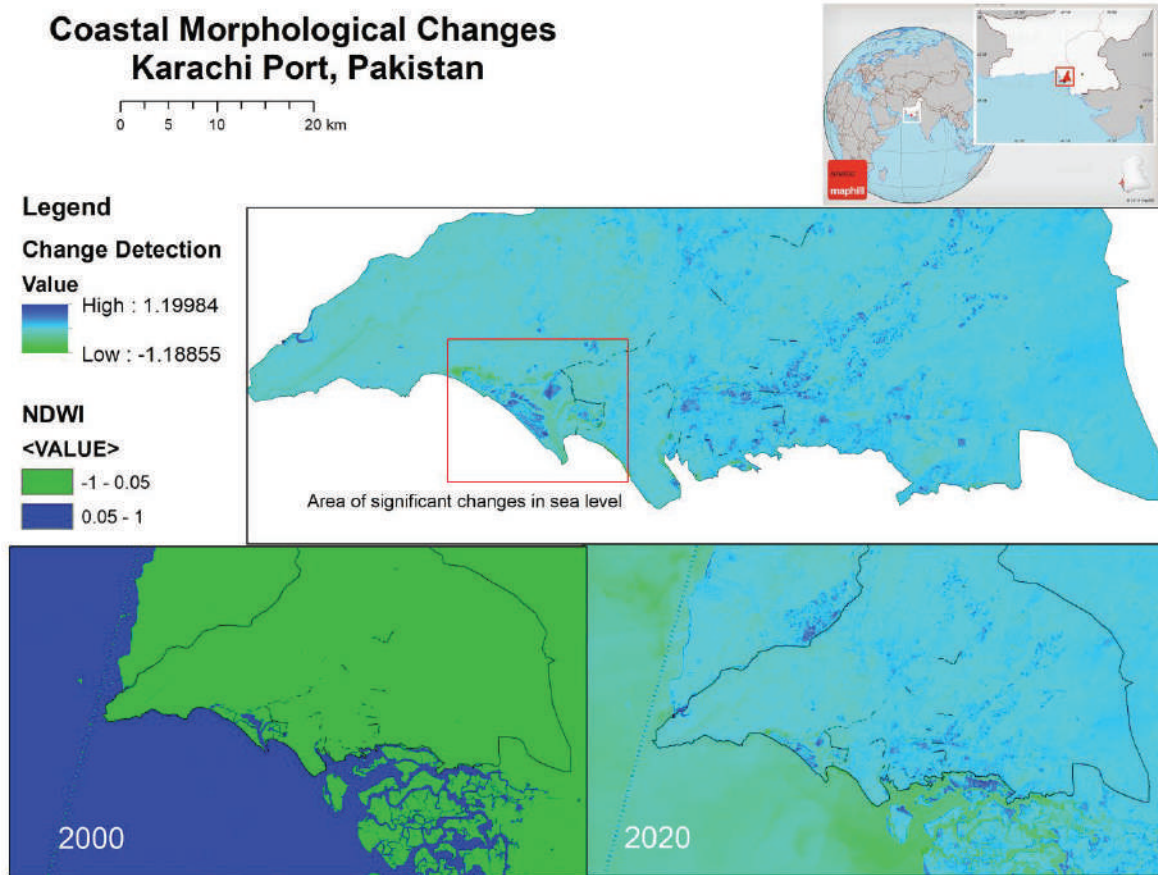 Coastal Morphological Changes
Karachi Port, Pakistan
0 5 10 20 km
maphill
Legend
Change Detection
Value
High : 1.19984
Low : -1.18855
NDWI
<VALUE>
-1 - 0.05
0.05 - 1
Area of significant changes in sea level
2000
2020